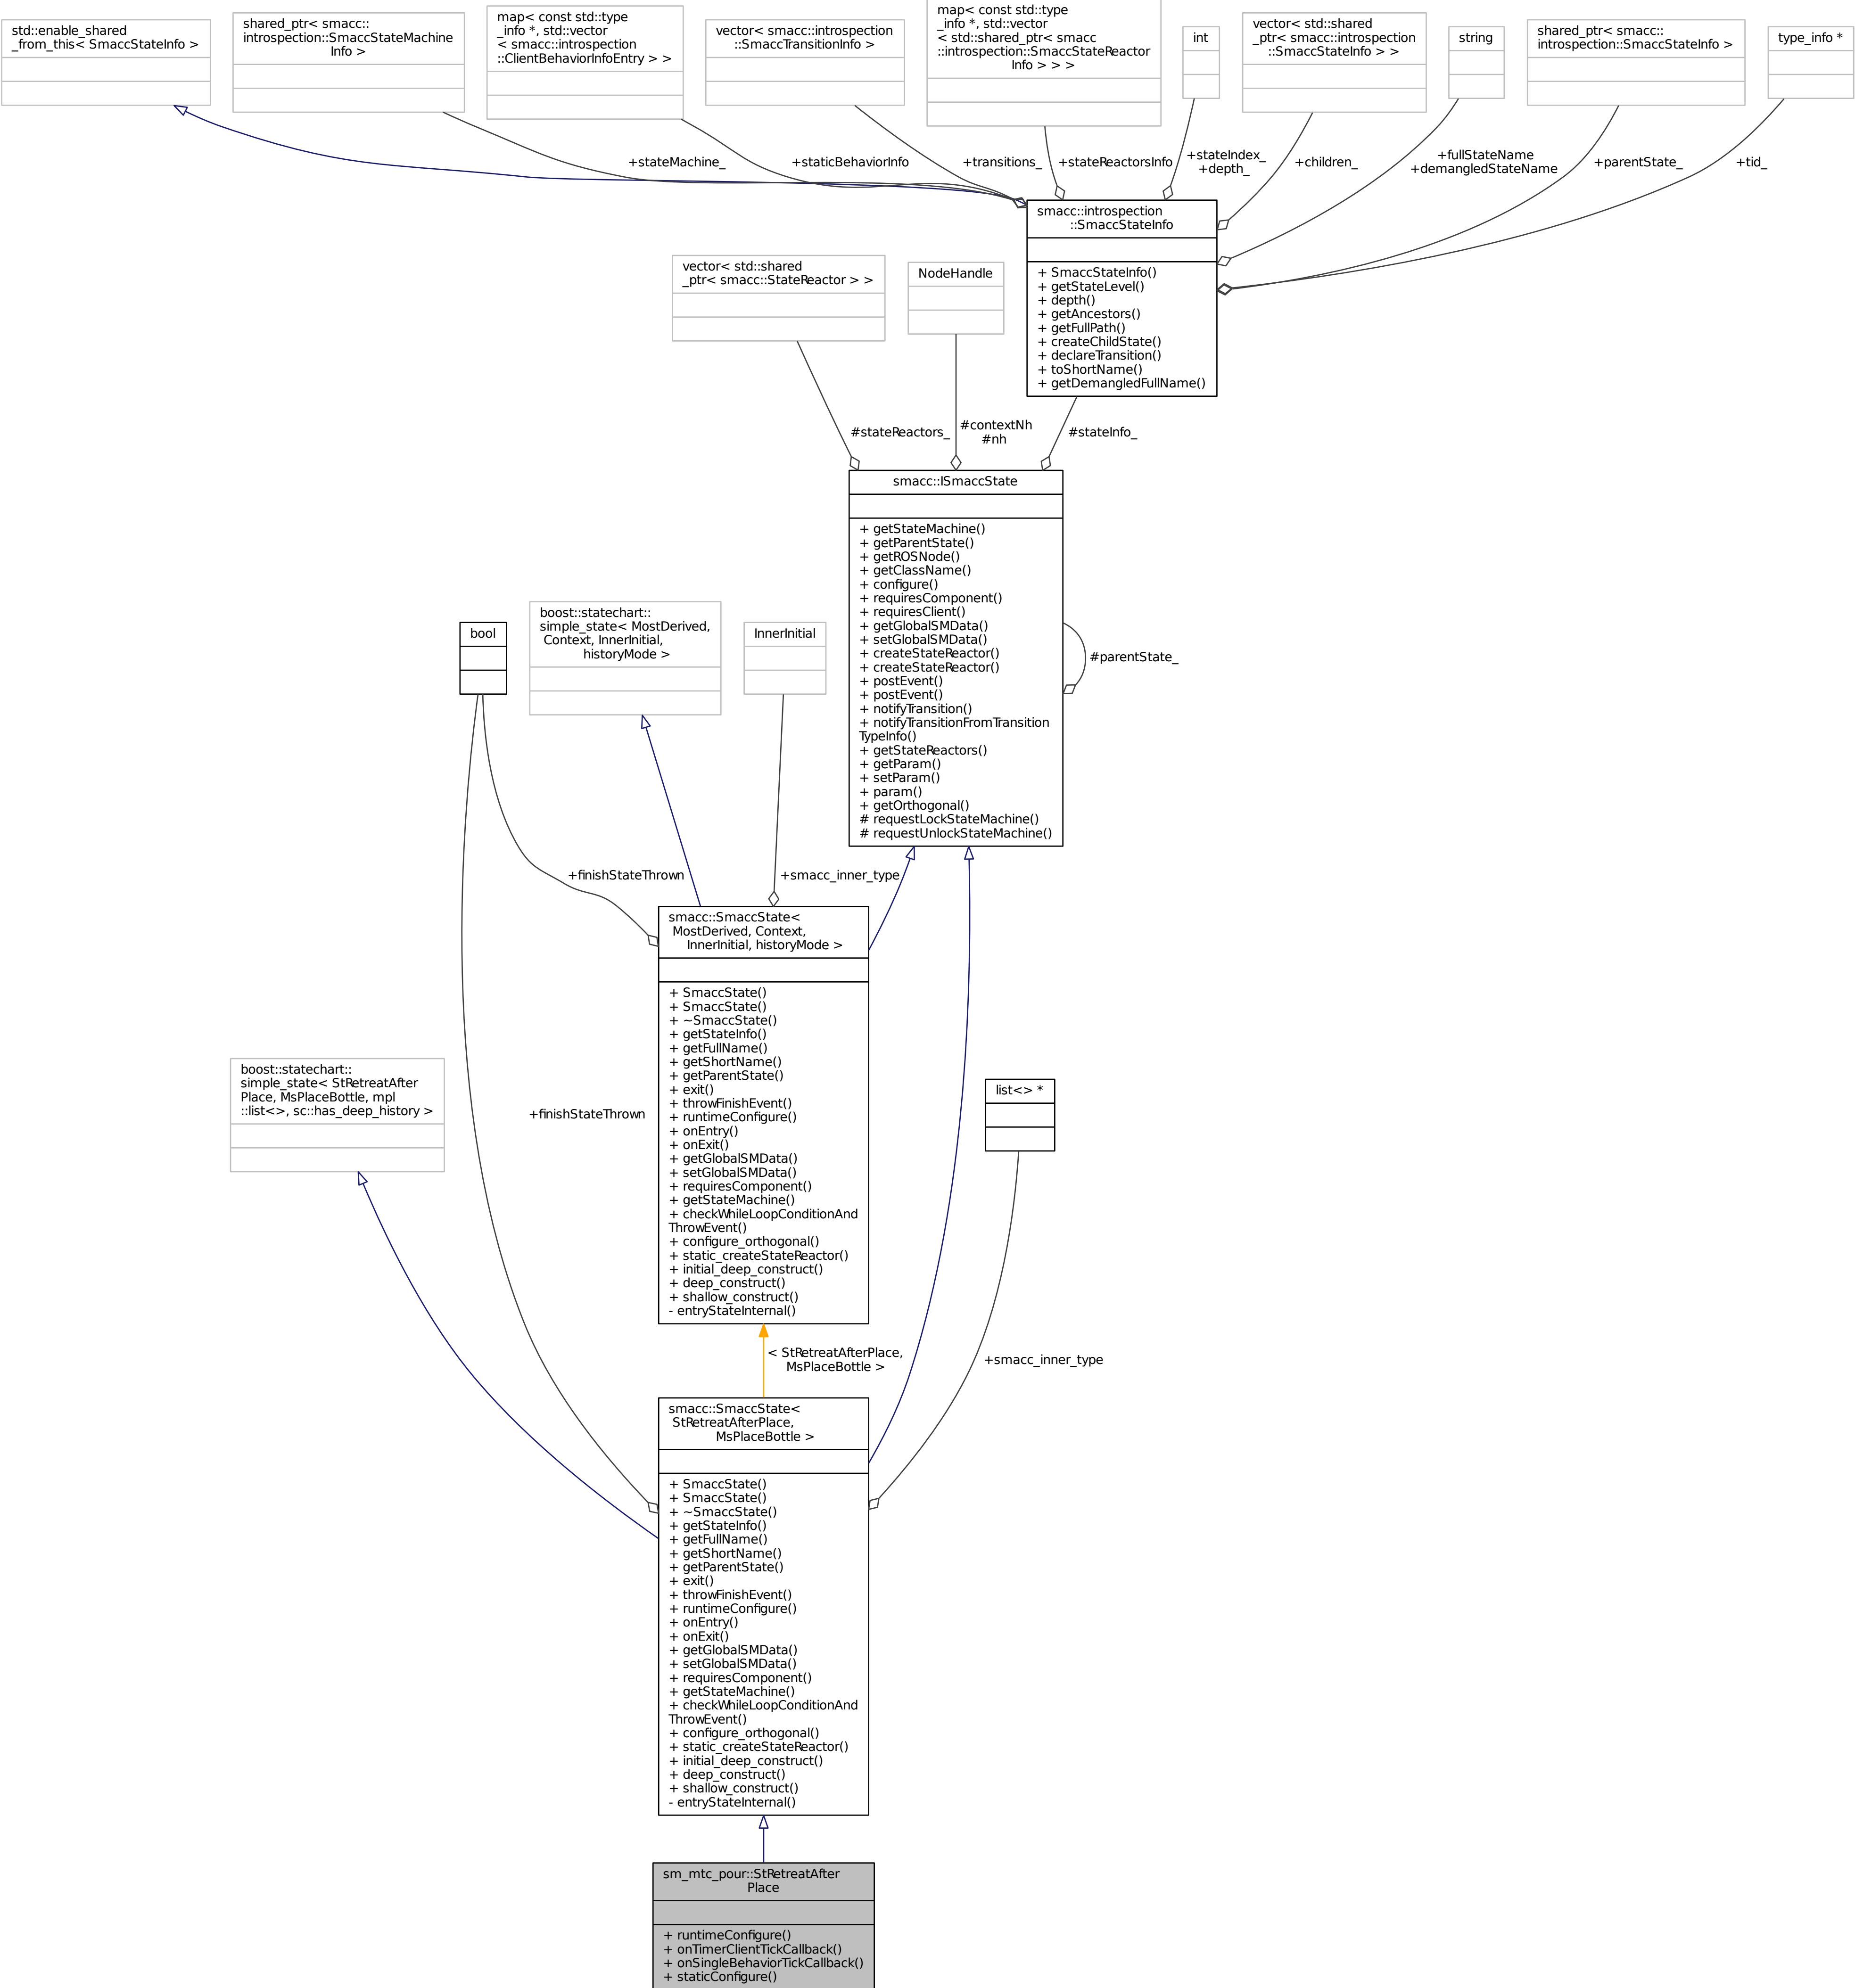 std::enable_shared
_from_this< SmaccStateInfo >
shared_ptr< smacc::
introspection::SmaccStateMachine
Info >
map< const std::type
_info *, std::vector
< smacc::introspection
::ClientBehaviorInfoEntry > >
vector< smacc::introspection
::SmaccTransitionInfo >
map< const std::type
_info *, std::vector
< std::shared_ptr< smacc
::introspection::SmaccStateReactor
Info > > >
int
vector< std::shared
_ptr< smacc::introspection
::SmaccStateInfo > >
string
shared_ptr< smacc::
introspection::SmaccStateInfo >
type_info *
+stateMachine_
+staticBehaviorInfo
+transitions_
+stateReactorsInfo
+stateIndex_
+depth_
+children_
+fullStateName
+demangledStateName
+parentState_
+tid_
smacc::introspection
::SmaccStateInfo
+ SmaccStateInfo()
+ getStateLevel()
+ depth()
+ getAncestors()
+ getFullPath()
+ createChildState()
+ declareTransition()
+ toShortName()
+ getDemangledFullName()
vector< std::shared
_ptr< smacc::StateReactor > >
NodeHandle
#stateReactors_
#contextNh
#nh
#stateInfo_
smacc::ISmaccState
+ getStateMachine()
+ getParentState()
+ getROSNode()
+ getClassName()
+ configure()
+ requiresComponent()
+ requiresClient()
+ getGlobalSMData()
+ setGlobalSMData()
+ createStateReactor()
+ createStateReactor()
+ postEvent()
+ postEvent()
+ notifyTransition()
+ notifyTransitionFromTransition
TypeInfo()
+ getStateReactors()
+ getParam()
+ setParam()
+ param()
+ getOrthogonal()
# requestLockStateMachine()
# requestUnlockStateMachine()
#parentState_
bool
boost::statechart::
simple_state< MostDerived,
Context, InnerInitial,
historyMode >
InnerInitial
+finishStateThrown
+smacc_inner_type
smacc::SmaccState<
MostDerived, Context,
InnerInitial, historyMode >
+ SmaccState()
+ SmaccState()
+ ~SmaccState()
+ getStateInfo()
+ getFullName()
+ getShortName()
+ getParentState()
+ exit()
+ throwFinishEvent()
+ runtimeConfigure()
+ onEntry()
+ onExit()
+ getGlobalSMData()
+ setGlobalSMData()
+ requiresComponent()
+ getStateMachine()
+ checkWhileLoopConditionAnd
ThrowEvent()
+ configure_orthogonal()
+ static_createStateReactor()
+ initial_deep_construct()
+ deep_construct()
+ shallow_construct()
- entryStateInternal()
boost::statechart::
simple_state< StRetreatAfter
Place, MsPlaceBottle, mpl
::list<>, sc::has_deep_history >
+finishStateThrown
list<> *
< StRetreatAfterPlace,
MsPlaceBottle >
+smacc_inner_type
smacc::SmaccState<
StRetreatAfterPlace,
MsPlaceBottle >
+ SmaccState()
+ SmaccState()
+ ~SmaccState()
+ getStateInfo()
+ getFullName()
+ getShortName()
+ getParentState()
+ exit()
+ throwFinishEvent()
+ runtimeConfigure()
+ onEntry()
+ onExit()
+ getGlobalSMData()
+ setGlobalSMData()
+ requiresComponent()
+ getStateMachine()
+ checkWhileLoopConditionAnd
ThrowEvent()
+ configure_orthogonal()
+ static_createStateReactor()
+ initial_deep_construct()
+ deep_construct()
+ shallow_construct()
- entryStateInternal()
sm_mtc_pour::StRetreatAfter
Place
+ runtimeConfigure()
+ onTimerClientTickCallback()
+ onSingleBehaviorTickCallback()
+ staticConfigure()